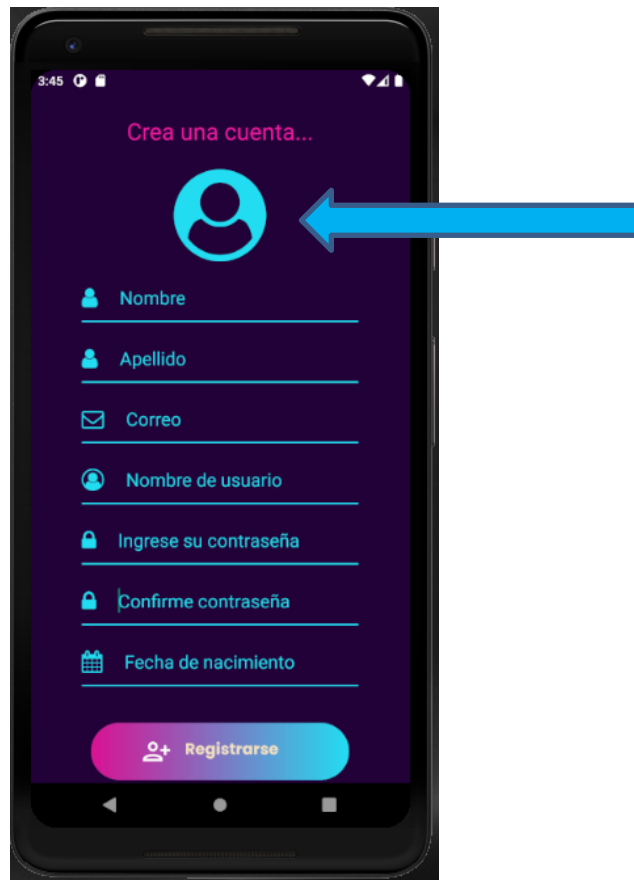 3:45
Crea una cuenta...
Nombre
Apellido
Correo
Nombre de usuario
Ingrese su contraseña
Confirme contraseña
Fecha de nacimiento
Registrarse